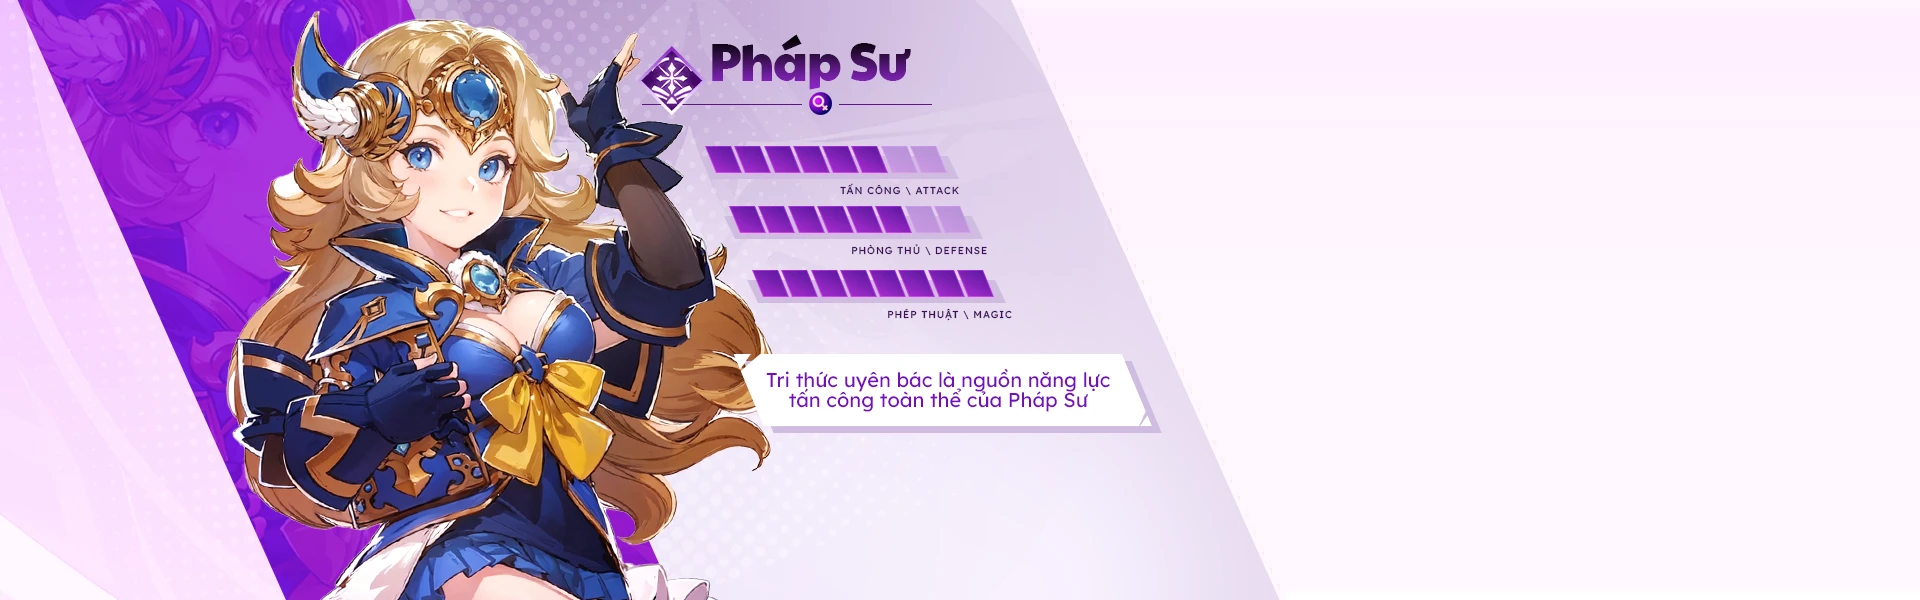 Pháp Sư
TẤN CÔNG \ ATTACK
PHÒNG THỦ \ DEFENSE
PHÉP THUẬT \ MAGIC
Tri thức uyên bác là nguồn năng lực
tấn công toàn thể của Pháp Sư